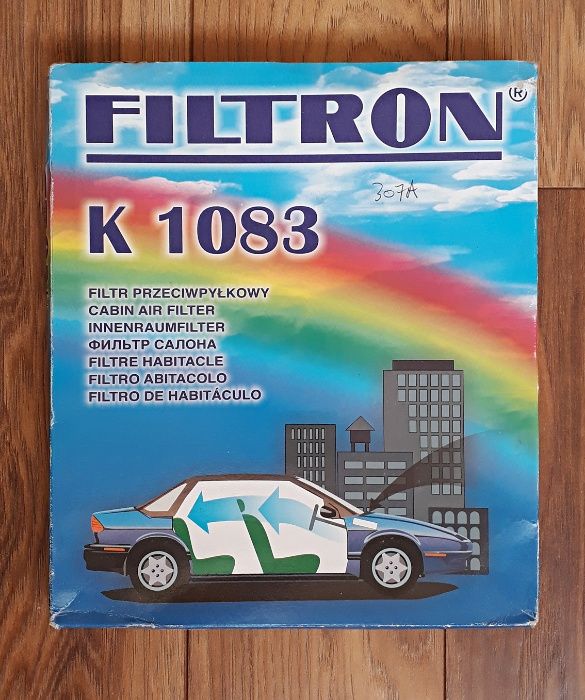 FILTRON®
307A
K 1083
FILTR PRZECIWPYŁKOWY
CABIN AIR FILTER
INNENRAUMFILTER
ФИЛЬТР САЛОНА
FILTRE HABITACLE
FILTRO ABITACOLO
FILTRO DE HABITÁCULO